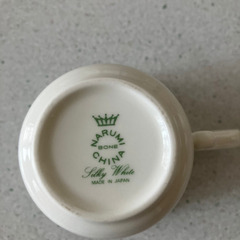 NARUMI
BONE
CHINA
Silky White
MADE IN JAPAN